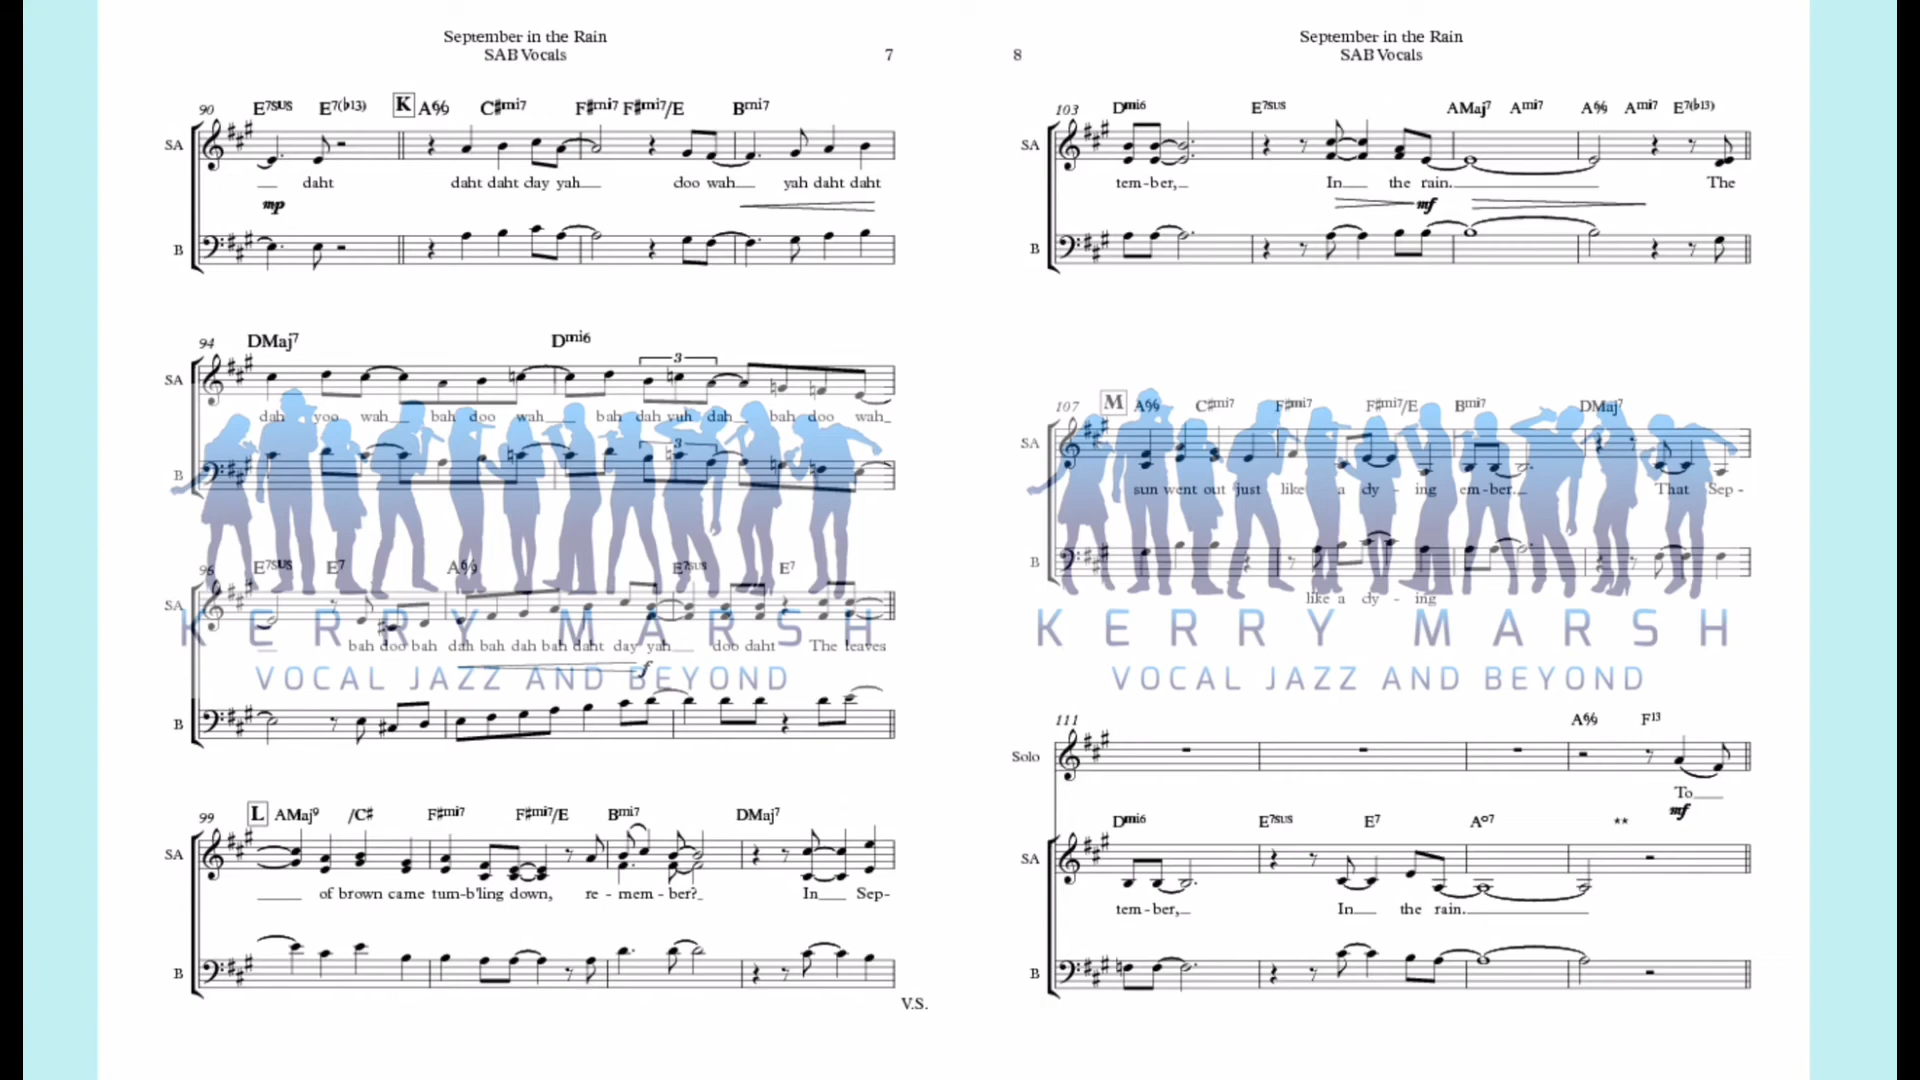 September in the Rain
SAB Vocals
7
90 E7SUS E7(♭13) K A6/9 C♯mi7 F♯mi7 F♯mi7/E Bmi7
SA
daht daht daht day yah doo wah yah daht daht
mp
B
94 DMaj7 Dmi6
3
SA
dah yoo wah bah doo wah bah dah yuh dah bah doo wah
3
B
96 E7SUS E7 A6/9 E7SUS E7
SA
bah doo bah dah bah dah bah daht day yah doo daht The leaves
f
B
KERRY MARSH
VOCAL JAZZ AND BEYOND
99 L AMaj9 /C♯ F♯mi7 F♯mi7/E Bmi7 DMaj7
SA
of brown came tum-b'ling down, re - mem - ber? In Sep-
B
V.S.
September in the Rain
SAB Vocals
8
103 Dmi6 E7SUS AMaj7 Ami7 A6/9 Ami7 E7(♭13)
SA
tem-ber, In the rain. The
mf
B
107 M A6/9 C♯mi7 F♯mi7 F♯mi7/E Bmi7 DMaj7
SA
sun went out just like a dy - ing em-ber. That Sep -
B
like a dy - ing
KERRY MARSH
VOCAL JAZZ AND BEYOND
111 A6/9 F13
Solo
To
mf
Dmi6 E7SUS E7 A°7 **
SA
tem-ber, In the rain.
B